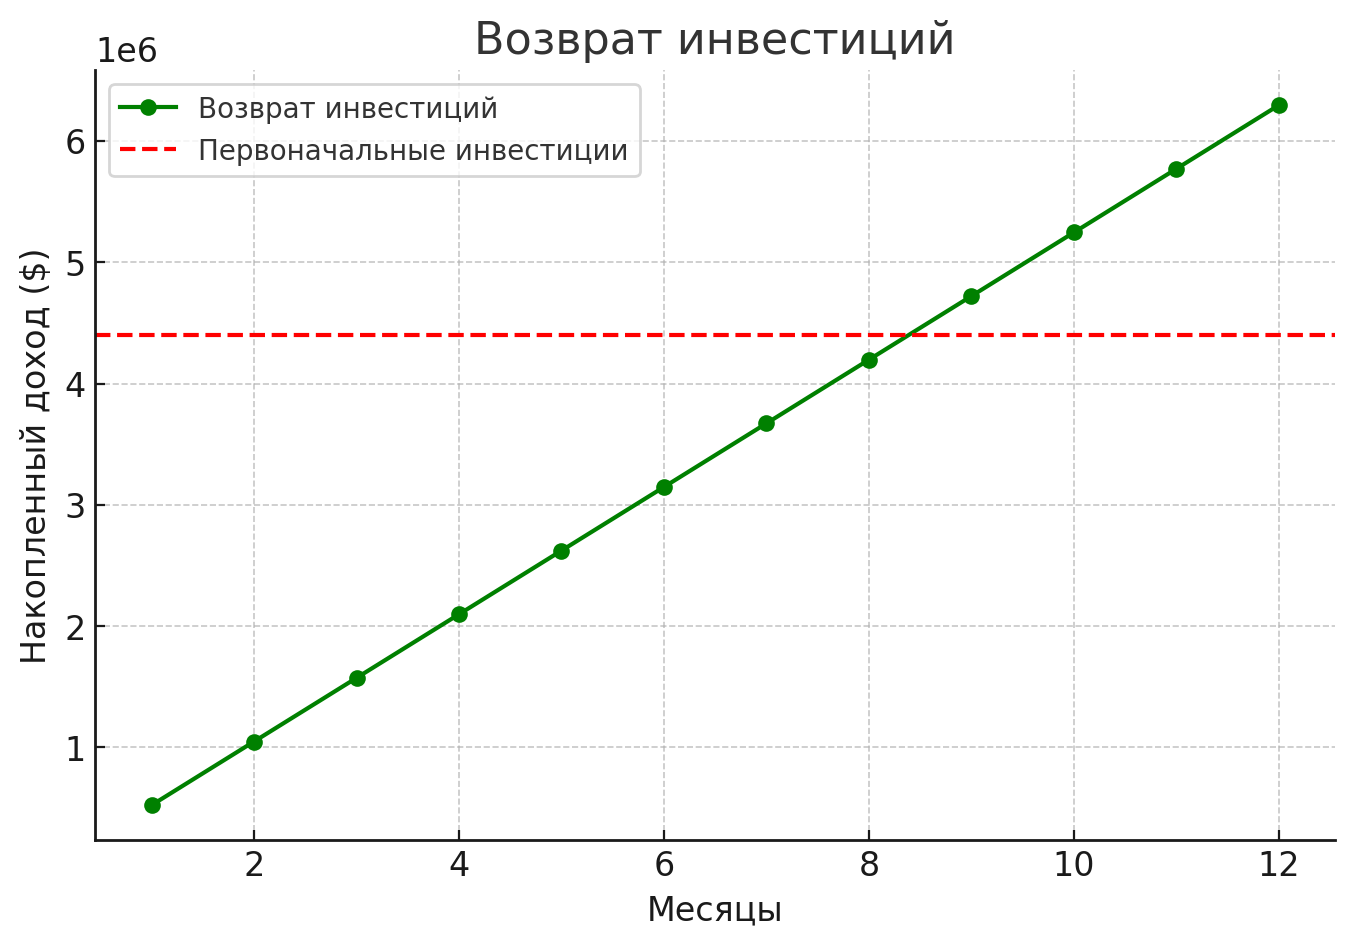 Возврат инвестиций
1e6
Возврат инвестиций
Первоначальные инвестиции
6
5
4
3
2
1
Накопленный доход ($)
2 4 6 8 10 12
Месяцы